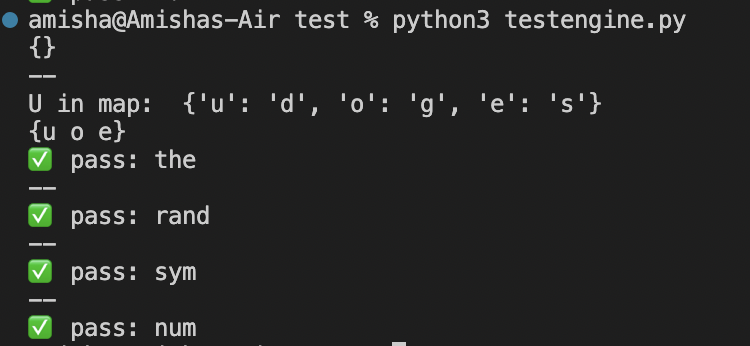 amisha@Amishas-Air test % python3 testengine.py
{}
--
U in map:  {'u': 'd', 'o': 'g', 'e': 's'}
{u o e}
✅ pass: the
--
✅ pass: rand
--
✅ pass: sym
--
✅ pass: num